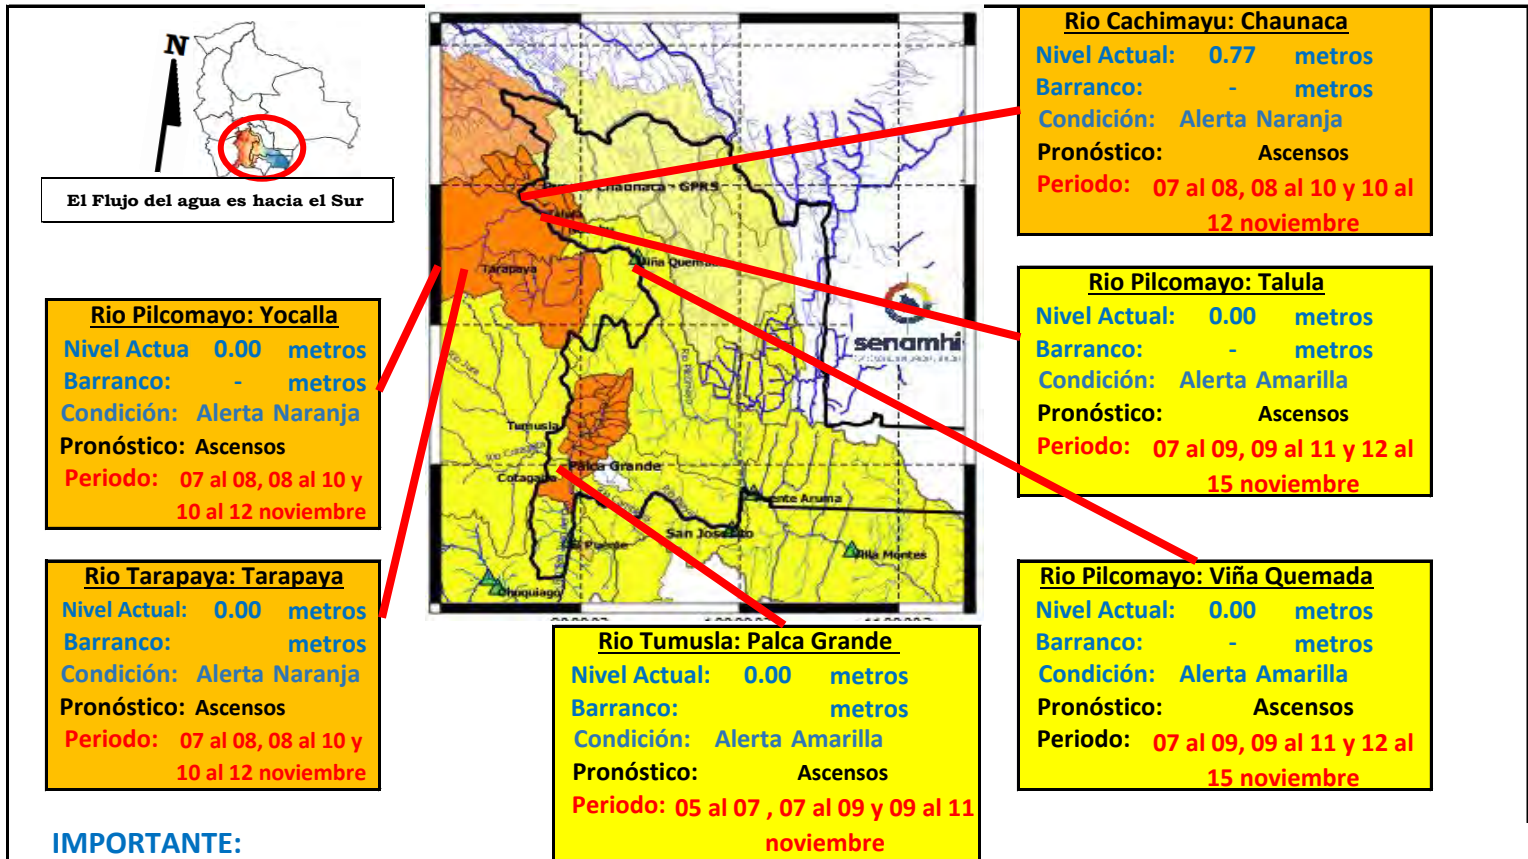 N
El Flujo del agua es hacia el Sur
Rio Pilcomayo: Yocalla
Nivel Actua 0.00 metros
Barranco: - metros
Condición: Alerta Naranja
Pronóstico: Ascensos
Periodo: 07 al 08, 08 al 10 y
10 al 12 noviembre
Rio Tarapaya: Tarapaya
Nivel Actual: 0.00 metros
Barranco: metros
Condición: Alerta Naranja
Pronóstico: Ascensos
Periodo: 07 al 08, 08 al 10 y
10 al 12 noviembre
IMPORTANTE:
Chaunaca - GPRS
Viña Quemada
Tarapaya
senamhi
Tumusla
Palca Grande
Cotagaita
Puente Aruma
San Josecito
El Puente
Villa Montes
Chuquiago
Rio Tumusla: Palca Grande
Nivel Actual: 0.00 metros
Barranco: metros
Condición: Alerta Amarilla
Pronóstico: Ascensos
Periodo: 05 al 07 , 07 al 09 y 09 al 11
noviembre
Rio Cachimayu: Chaunaca
Nivel Actual: 0.77 metros
Barranco: - metros
Condición: Alerta Naranja
Pronóstico: Ascensos
Periodo: 07 al 08, 08 al 10 y 10 al
12 noviembre
Rio Pilcomayo: Talula
Nivel Actual: 0.00 metros
Barranco: - metros
Condición: Alerta Amarilla
Pronóstico: Ascensos
Periodo: 07 al 09, 09 al 11 y 12 al
15 noviembre
Rio Pilcomayo: Viña Quemada
Nivel Actual: 0.00 metros
Barranco: - metros
Condición: Alerta Amarilla
Pronóstico: Ascensos
Periodo: 07 al 09, 09 al 11 y 12 al
15 noviembre